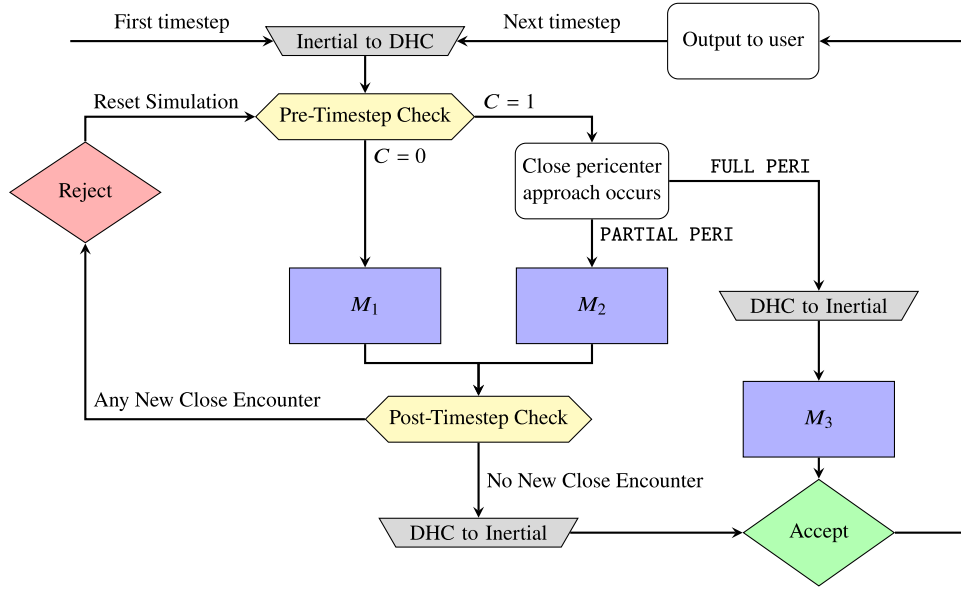 First timestep
Inertial to DHC
Next timestep
Output to user
Reset Simulation
Pre-Timestep Check
C = 1
C = 0
Close pericenter
approach occurs
FULL PERI
Reject
PARTIAL PERI
M₁
M₂
DHC to Inertial
Any New Close Encounter
Post-Timestep Check
M₃
No New Close Encounter
DHC to Inertial
Accept